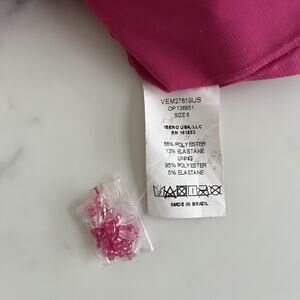 VEM27819US
OP 136851
SIZE 6
IBERO USA, LLC
RN 161853
88% POLYESTER
12% ELASTANE
LINING
95% POLYESTER
5% ELASTANE
MADE IN BRAZIL